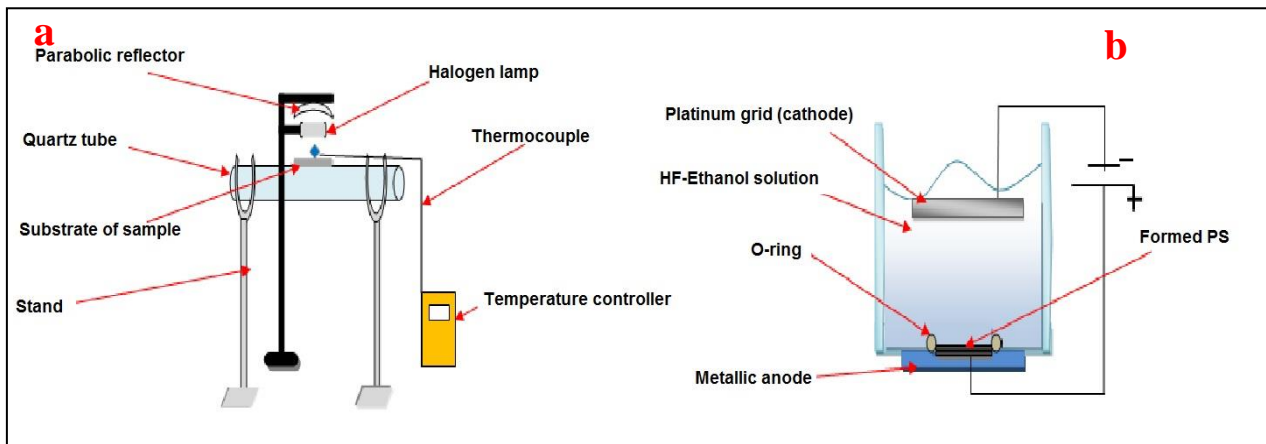 a
Parabolic reflector
Halogen lamp
Quartz tube
Thermocouple
Substrate of sample
Stand
Temperature controller
b
Platinum grid (cathode)
HF-Ethanol solution
-
+
O-ring
Formed PS
Metallic anode